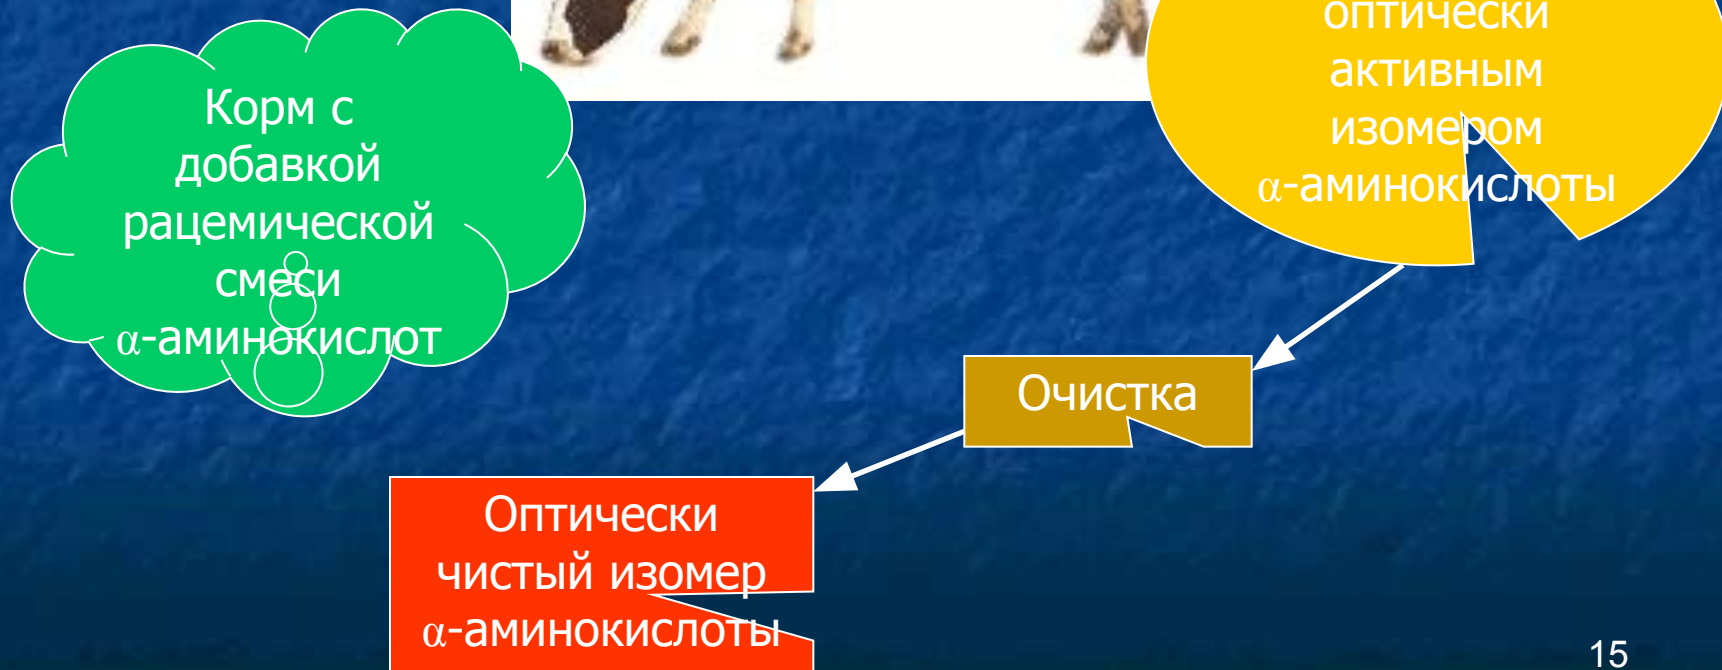 Корм с
добавкой
рацемической
смеси
α-аминокислот
оптически
активным
изомером
α-аминокислоты
Очистка
Оптически
чистый изомер
α-аминокислоты
15